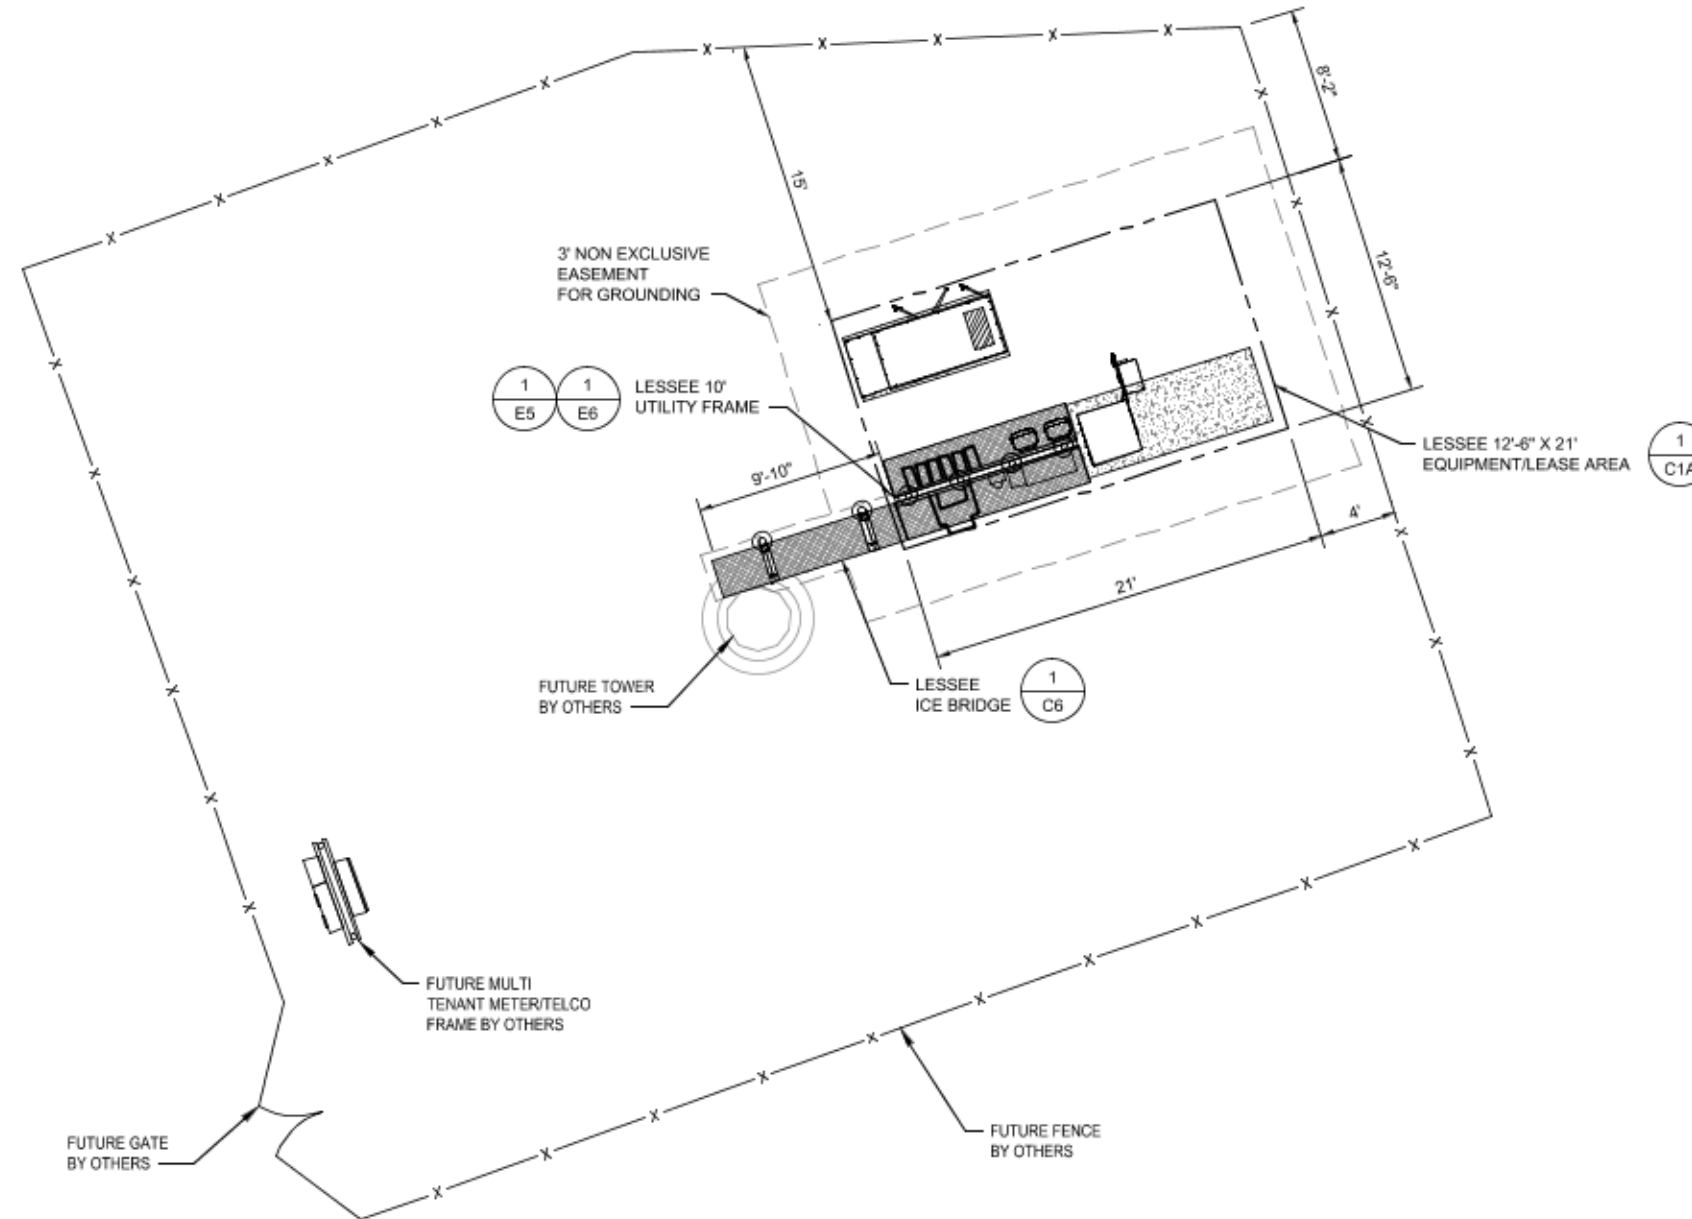 8'-2"
15'
12'-6"
3' NON EXCLUSIVE
EASEMENT
FOR GROUNDING
1
E5
1
E6
LESSEE 10'
UTILITY FRAME
9'-10"
LESSEE 12'-6" X 21'
EQUIPMENT/LEASE AREA
1
C1A
4'
21'
FUTURE TOWER
BY OTHERS
LESSEE
ICE BRIDGE
1
C6
FUTURE MULTI
TENANT METER/TELCO
FRAME BY OTHERS
FUTURE GATE
BY OTHERS
FUTURE FENCE
BY OTHERS